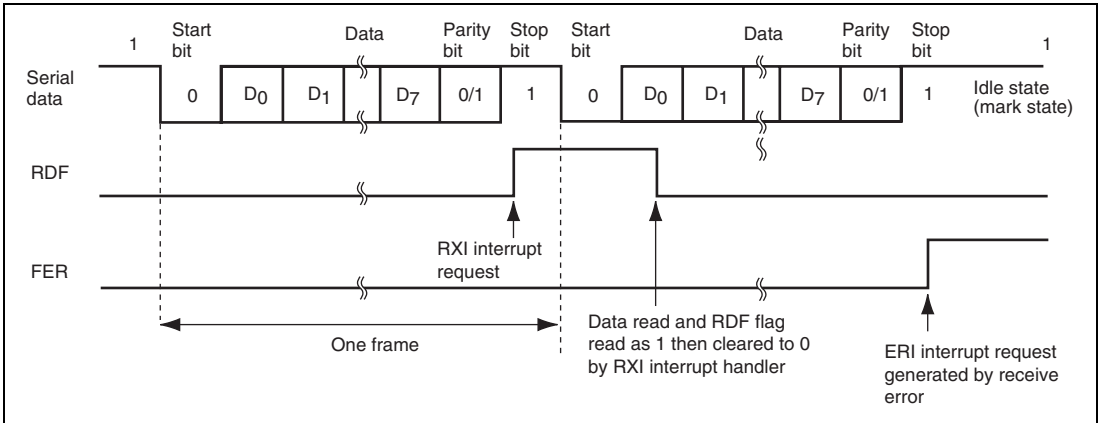 1 Start bit Data Parity bit Stop bit Start bit Data Parity bit Stop bit 1
Serial data 0 D0 D1 D7 0/1 1 0 D0 D1 D7 0/1 1 Idle state (mark state)
RDF
RXI interrupt
request
FER
One frame
Data read and RDF flag
read as 1 then cleared to 0
by RXI interrupt handler
ERI interrupt request
generated by receive
error